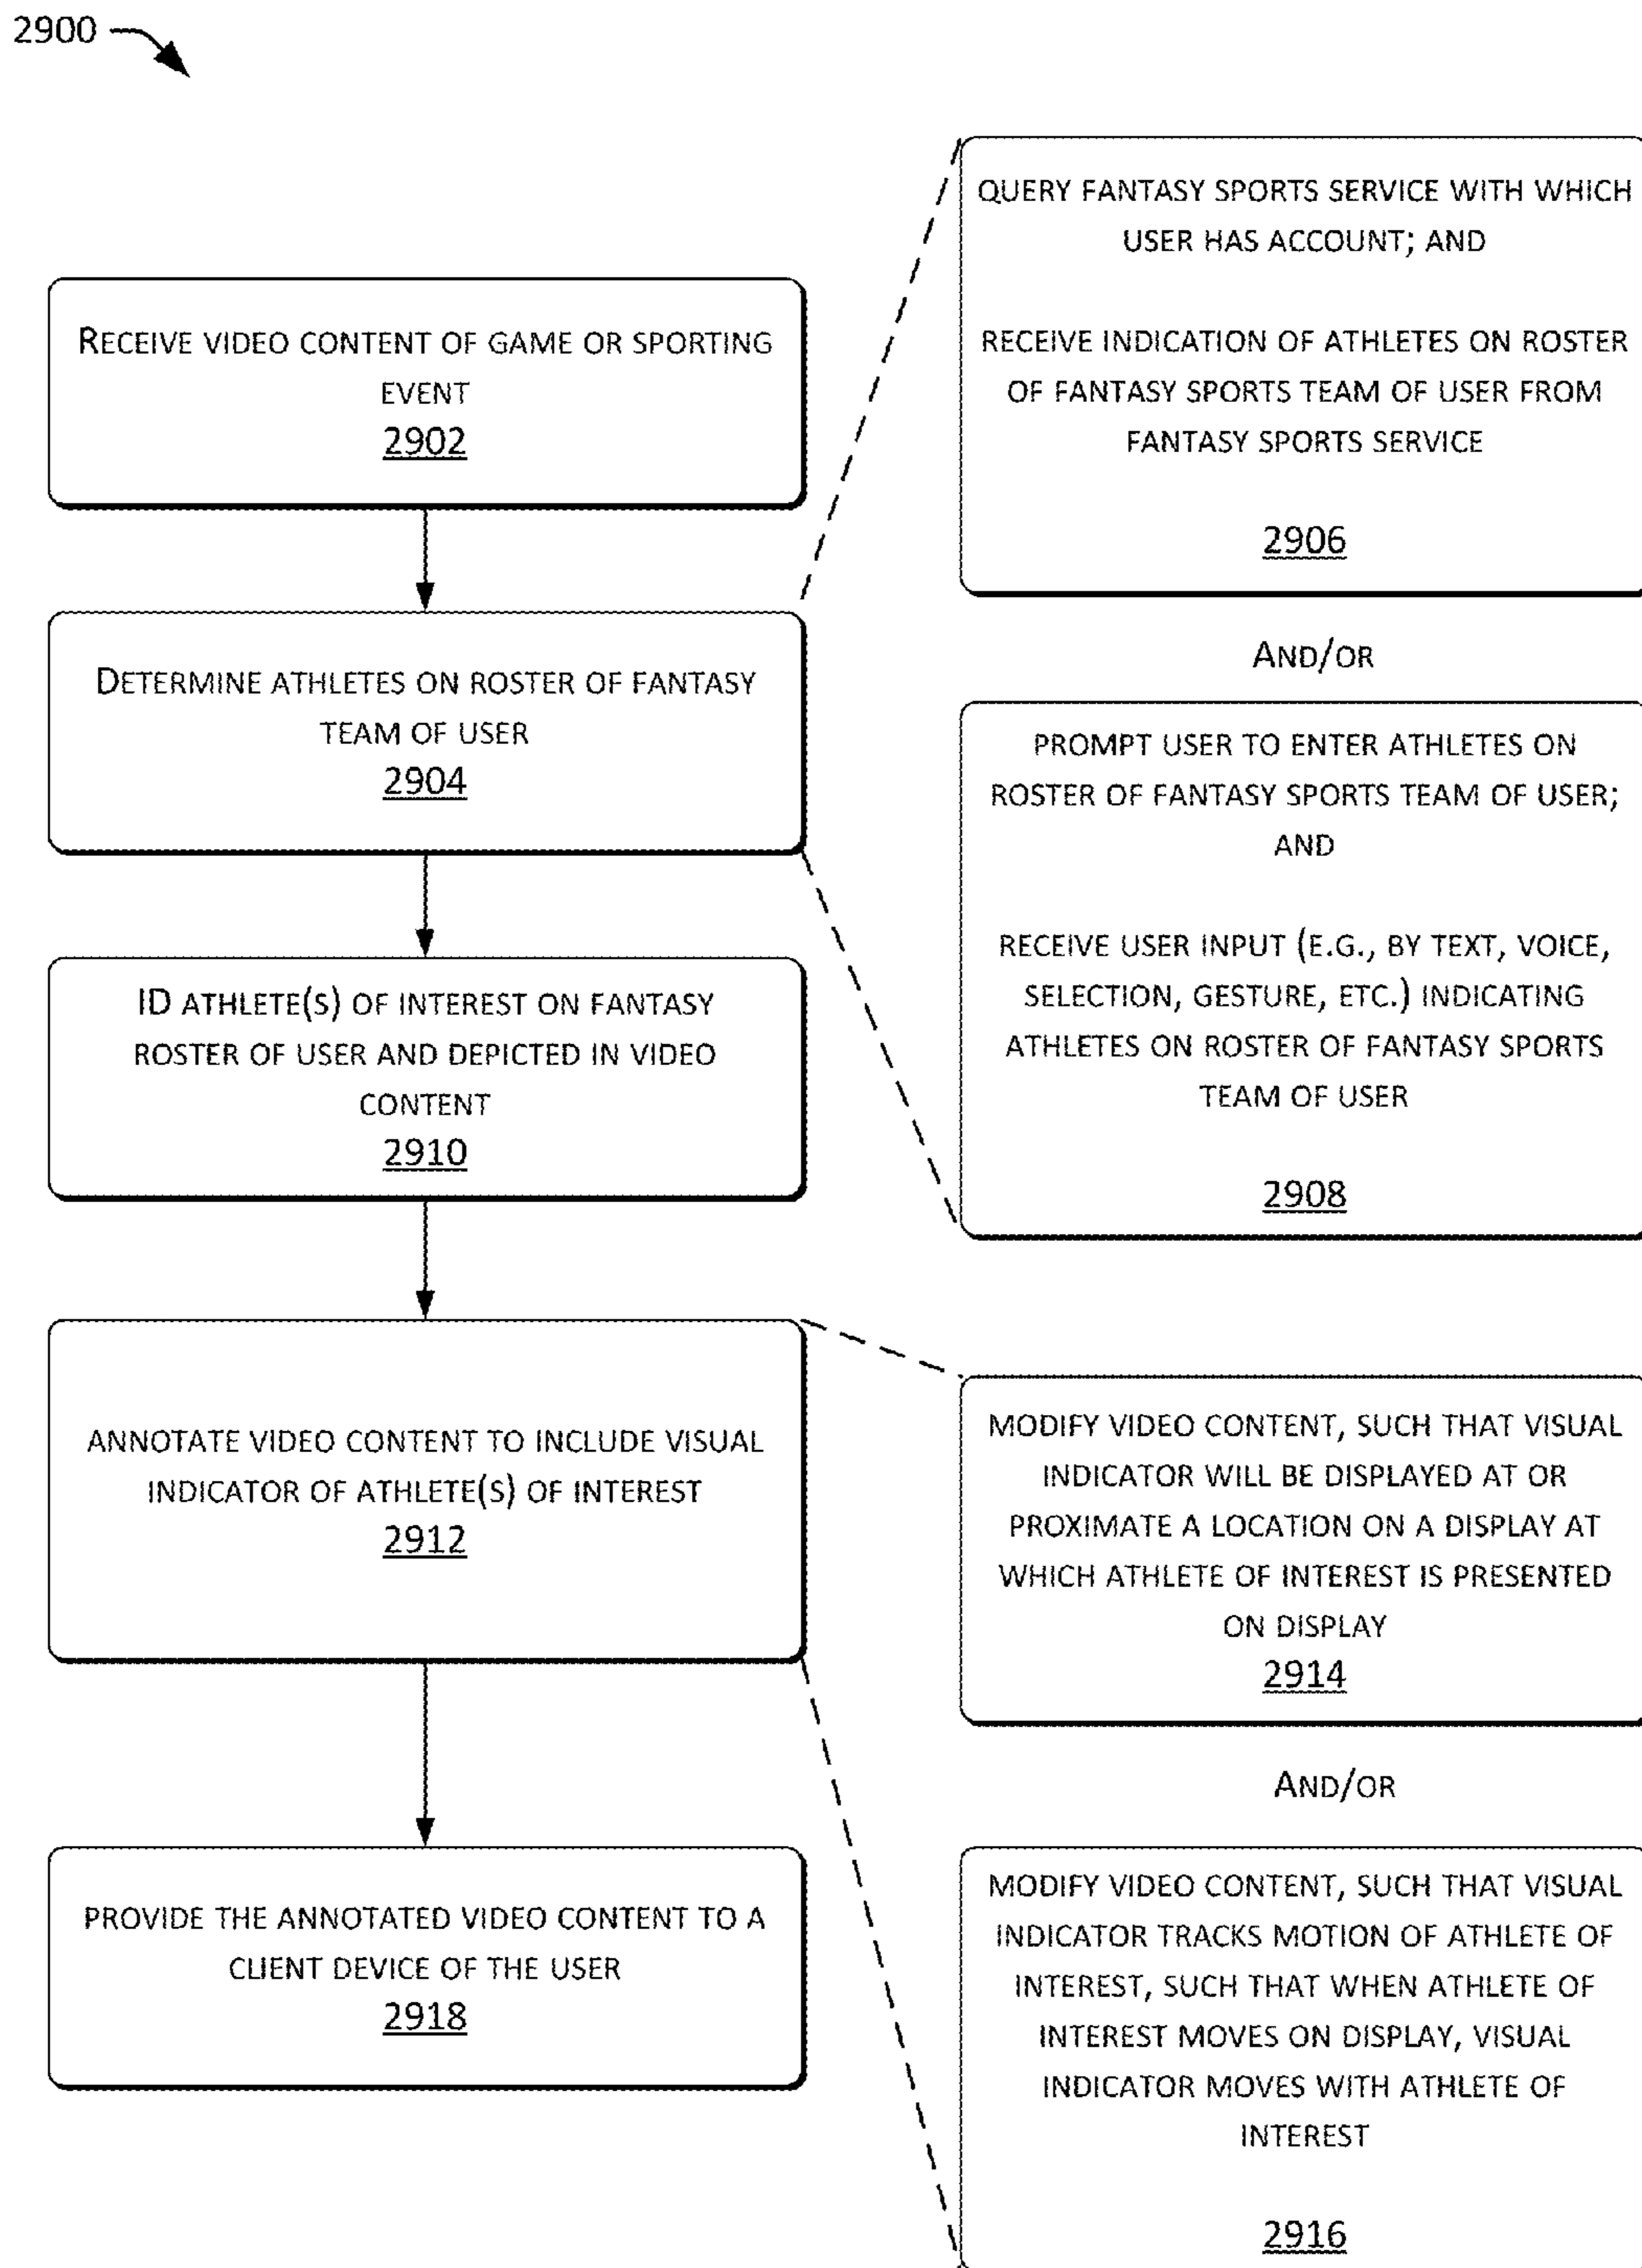 2900
RECEIVE VIDEO CONTENT OF GAME OR SPORTING
EVENT
2902
DETERMINE ATHLETES ON ROSTER OF FANTASY
TEAM OF USER
2904
ID ATHLETE(S) OF INTEREST ON FANTASY
ROSTER OF USER AND DEPICTED IN VIDEO
CONTENT
2910
ANNOTATE VIDEO CONTENT TO INCLUDE VISUAL
INDICATOR OF ATHLETE(S) OF INTEREST
2912
PROVIDE THE ANNOTATED VIDEO CONTENT TO A
CLIENT DEVICE OF THE USER
2918
QUERY FANTASY SPORTS SERVICE WITH WHICH
USER HAS ACCOUNT; AND
RECEIVE INDICATION OF ATHLETES ON ROSTER
OF FANTASY SPORTS TEAM OF USER FROM
FANTASY SPORTS SERVICE
2906
AND/OR
PROMPT USER TO ENTER ATHLETES ON
ROSTER OF FANTASY SPORTS TEAM OF USER;
AND
RECEIVE USER INPUT (E.G., BY TEXT, VOICE,
SELECTION, GESTURE, ETC.) INDICATING
ATHLETES ON ROSTER OF FANTASY SPORTS
TEAM OF USER
2908
MODIFY VIDEO CONTENT, SUCH THAT VISUAL
INDICATOR WILL BE DISPLAYED AT OR
PROXIMATE A LOCATION ON A DISPLAY AT
WHICH ATHLETE OF INTEREST IS PRESENTED
ON DISPLAY
2914
AND/OR
MODIFY VIDEO CONTENT, SUCH THAT VISUAL
INDICATOR TRACKS MOTION OF ATHLETE OF
INTEREST, SUCH THAT WHEN ATHLETE OF
INTEREST MOVES ON DISPLAY, VISUAL
INDICATOR MOVES WITH ATHLETE OF
INTEREST
2916